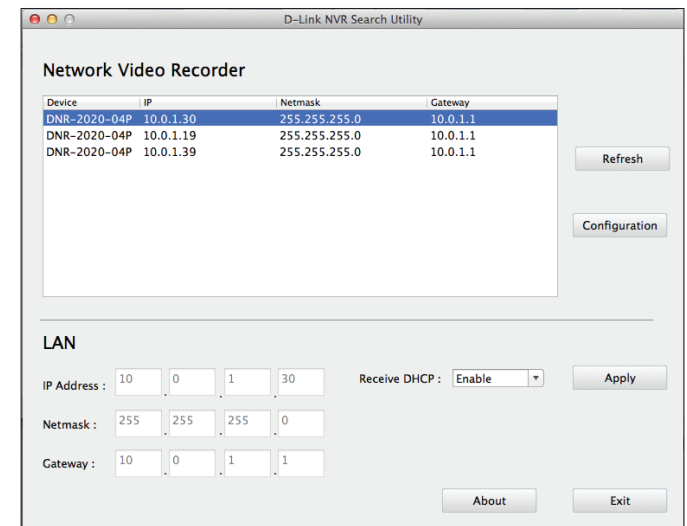 D-Link NVR Search Utility
Network Video Recorder
Device IP Netmask Gateway
DNR-2020-04P 10.0.1.30 255.255.255.0 10.0.1.1
DNR-2020-04P 10.0.1.19 255.255.255.0 10.0.1.1
DNR-2020-04P 10.0.1.39 255.255.255.0 10.0.1.1
Refresh
Configuration
LAN
IP Address : 10 . 0 . 1 . 30 Receive DHCP : Enable Apply
Netmask : 255 . 255 . 255 . 0
Gateway : 10 . 0 . 1 . 1
About Exit